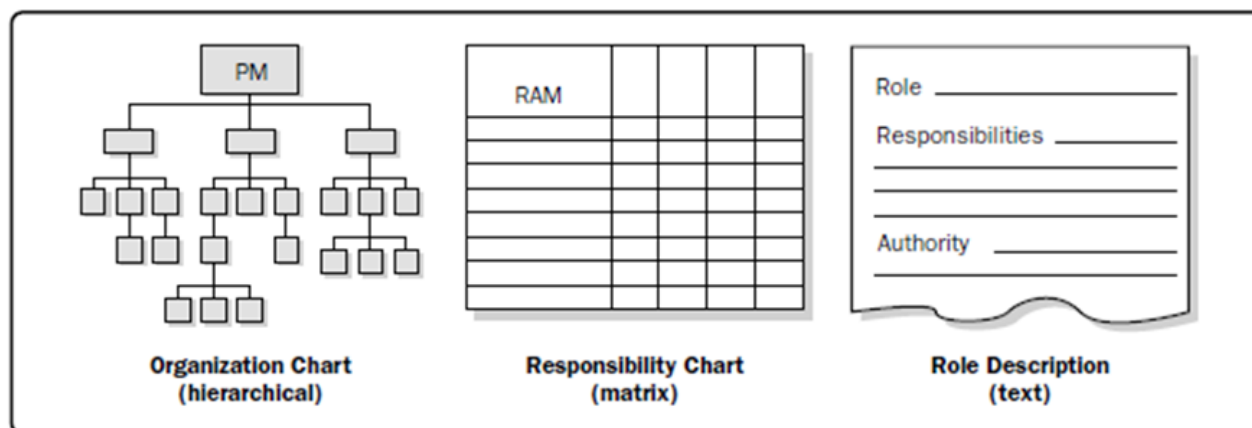 PM
RAM
Role
Responsibilities
Authority
Organization Chart
(hierarchical)
Responsibility Chart
(matrix)
Role Description
(text)